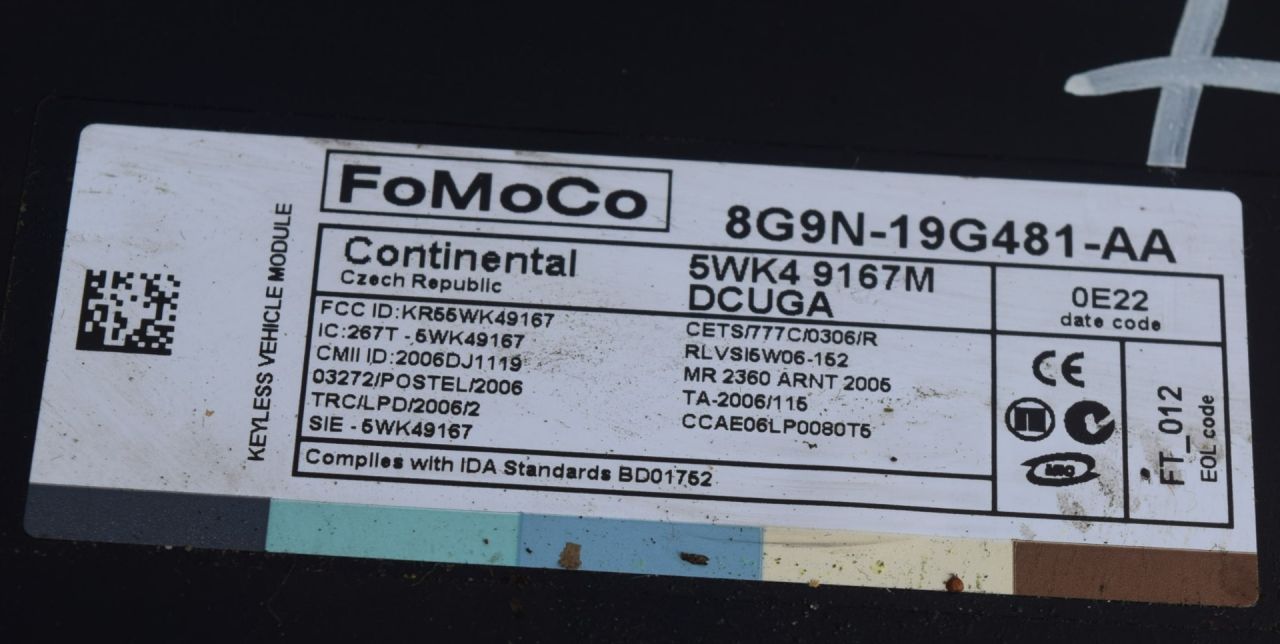 FoMoCo
8G9N-19G481-AA
KEYLESS VEHICLE MODULE
Continental
Czech Republic
5WK4 9167M
DCUGA
0E22
date code
FCC ID:KR55WK49167
IC:267T - 5WK49167
CMII ID:2006DJ1119
03272/POSTEL/2006
TRC/LPD/2006/2
SIE - 5WK49167
CETS/777C/0306/R
RLVSI5W06-152
MR 2360 ARNT 2005
TA-2006/115
CCAE06LP0080T5
Complies with IDA Standards BD01752
CE
FT_012
EOL code